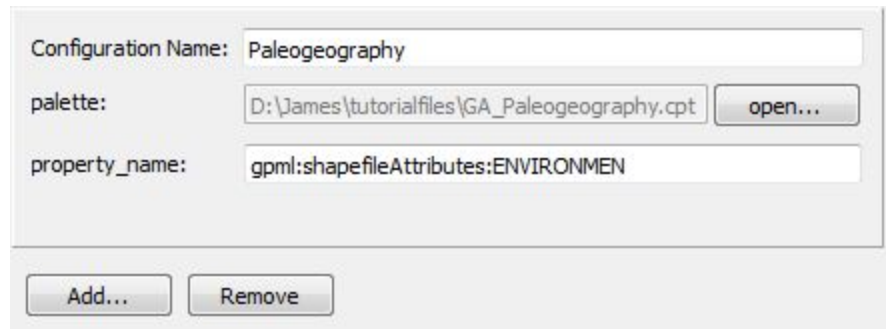 Configuration Name: Paleogeography
palette: D:\James\tutorialfiles\GA_Paleogeography.cpt open...
property_name: gpml:shapefileAttributes:ENVIRONMEN
Add... Remove